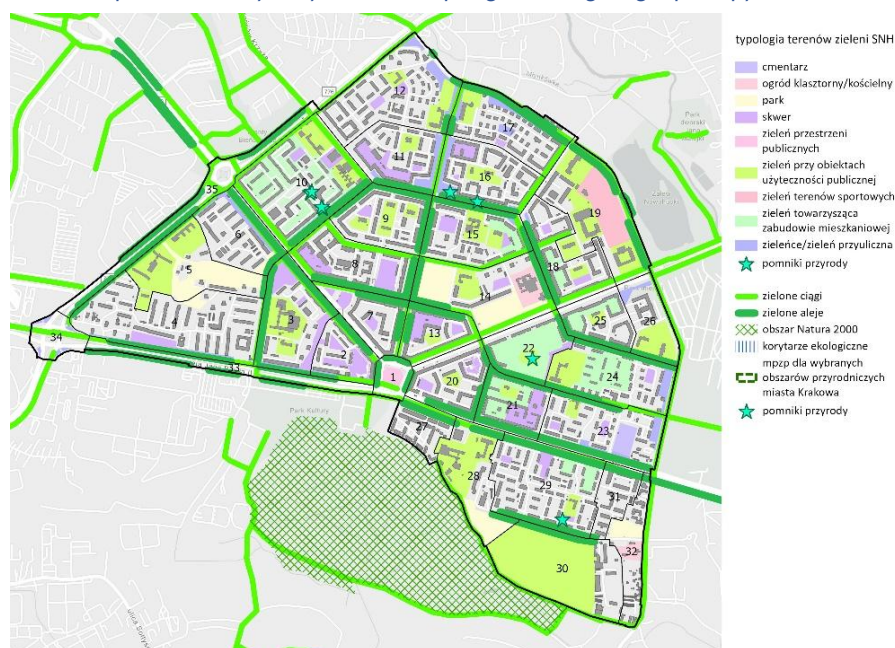 typologia terenów zieleni SNH
cmentarz
ogród klasztorny/kościelny
park
skwer
zieleń przestrzeni
publicznych
zieleń przy obiektach
użyteczności publicznej
zieleń terenów sportowych
zieleń towarzysząca
zabudowie mieszkaniowej
zieleńce/zieleń przyuliczna
pomniki przyrody
zielone ciągi
zielone aleje
obszar Natura 2000
korytarze ekologiczne
mpzp dla wybranych
obszarów przyrodniczych
miasta Krakowa
pomniki przyrody
12
17
11
16
10
35
19
9
15
6
18
8
5
14
7
25
26
3
13
22
4
24
34
2
33
1
20
21
23
Park Kultury
27
28
29
31
32
30